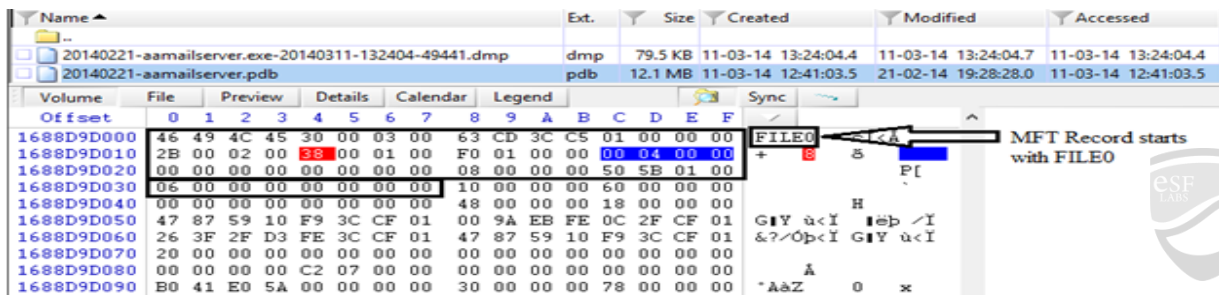 Name Ext. Size Created Modified Accessed
..
20140221-aamailserver.exe-20140311-132404-49441.dmp dmp 79.5 KB 11-03-14 13:24:04.4 11-03-14 13:24:04.7 11-03-14 13:24:04.4
20140221-aamailserver.pdb pdb 12.1 MB 11-03-14 12:41:03.5 21-02-14 19:28:28.0 11-03-14 12:41:03.5
Volume File Preview Details Calendar Legend Sync
Offset 0 1 2 3 4 5 6 7 8 9 A B C D E F
1688D9D000 46 49 4C 45 30 00 03 00 63 CD 3C C5 01 00 00 00 FILE0 cÍ<Å
1688D9D010 2B 00 02 00 38 00 01 00 F0 01 00 00 00 04 00 00 + 8 ð
1688D9D020 00 00 00 00 00 00 00 00 08 00 00 00 50 5B 01 00 P[
1688D9D030 06 00 00 00 00 00 00 00 10 00 00 00 60 00 00 00 `
1688D9D040 00 00 00 00 00 00 00 00 48 00 00 00 18 00 00 00 H
1688D9D050 47 87 59 10 F9 3C CF 01 00 9A EB FE 0C 2F CF 01 G▮Y ù<Ï ▮ëþ /Ï
1688D9D060 26 3F 2F D3 FE 3C CF 01 47 87 59 10 F9 3C CF 01 &?/Óþ<Ï G▮Y ù<Ï
1688D9D070 20 00 00 00 00 00 00 00 00 00 00 00 00 00 00 00
1688D9D080 00 00 00 00 C2 07 00 00 00 00 00 00 00 00 00 00 Â
1688D9D090 B0 41 E0 5A 00 00 00 00 30 00 00 00 78 00 00 00 °AàZ 0 x
MFT Record starts
with FILE0
eSF
LABS